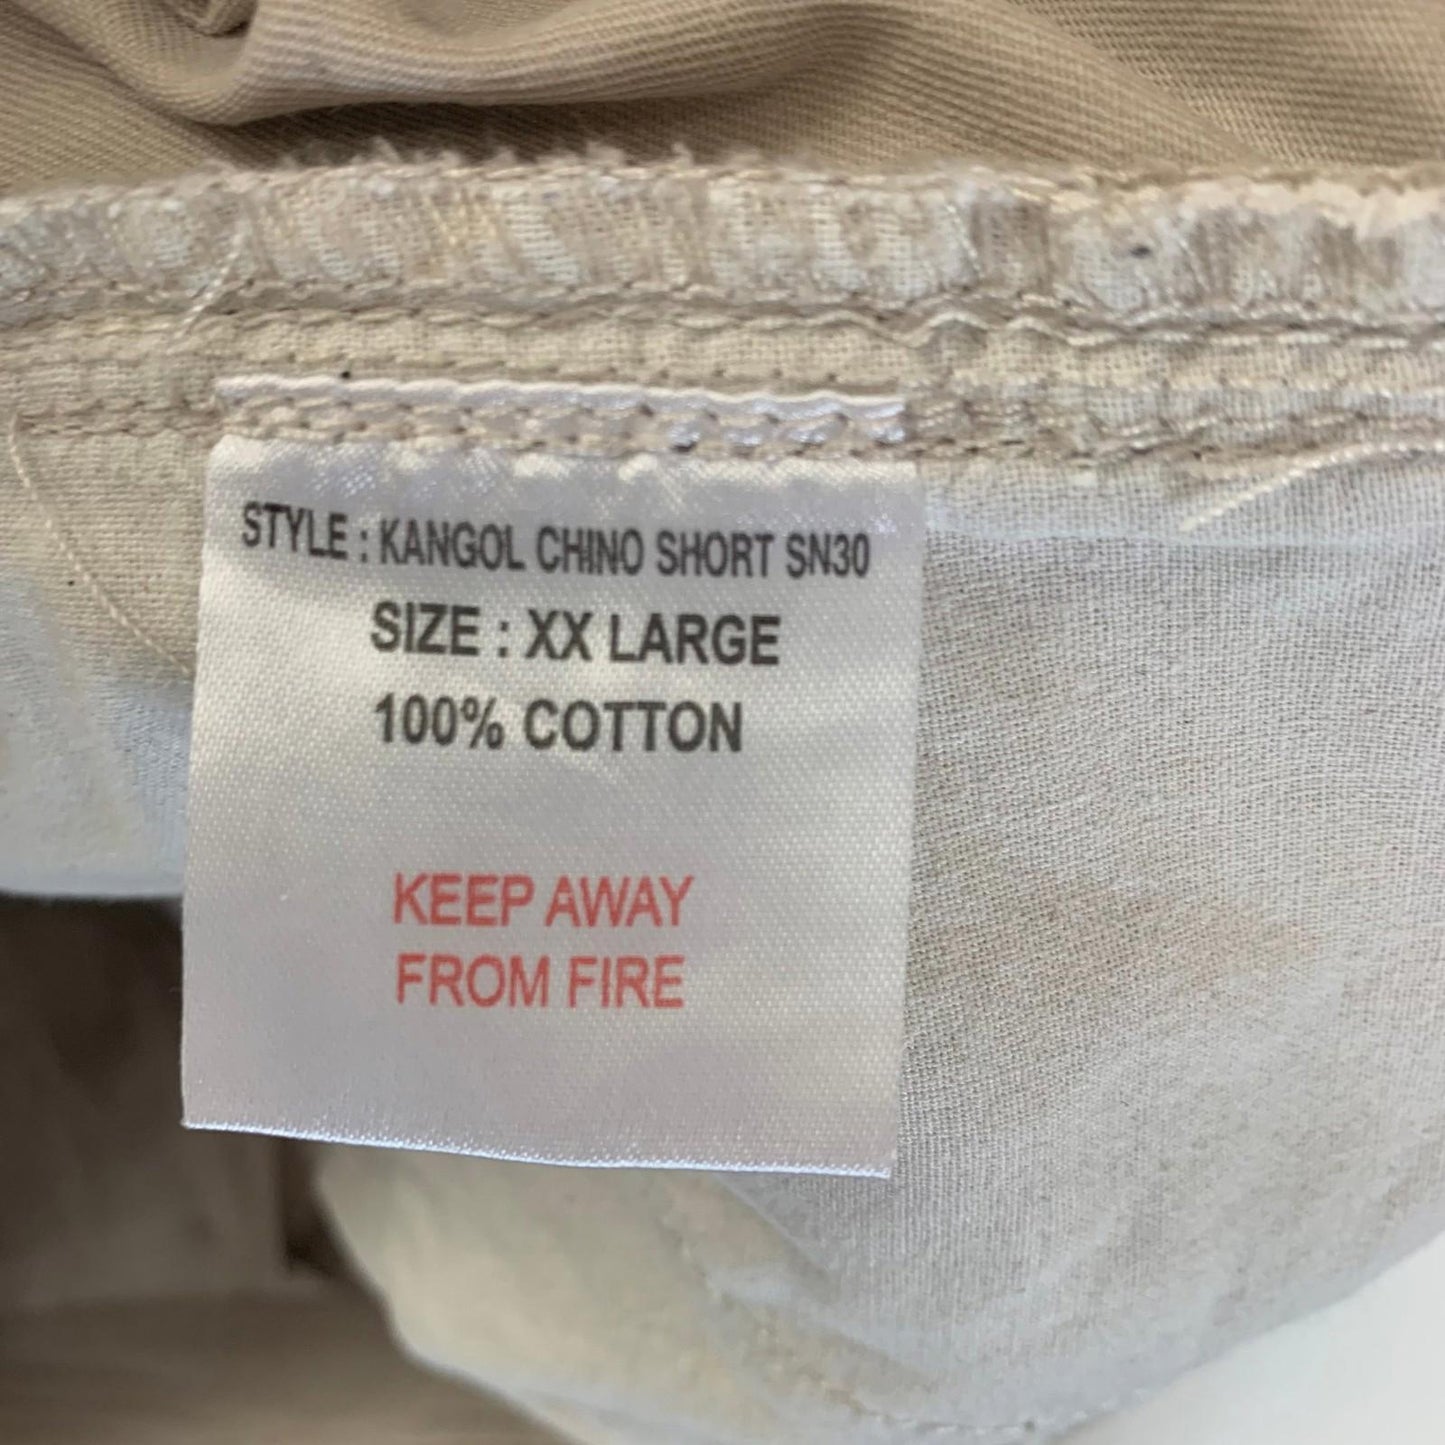 STYLE : KANGOL CHINO SHORT SN30
SIZE : XX LARGE
100% COTTON
KEEP AWAY
FROM FIRE